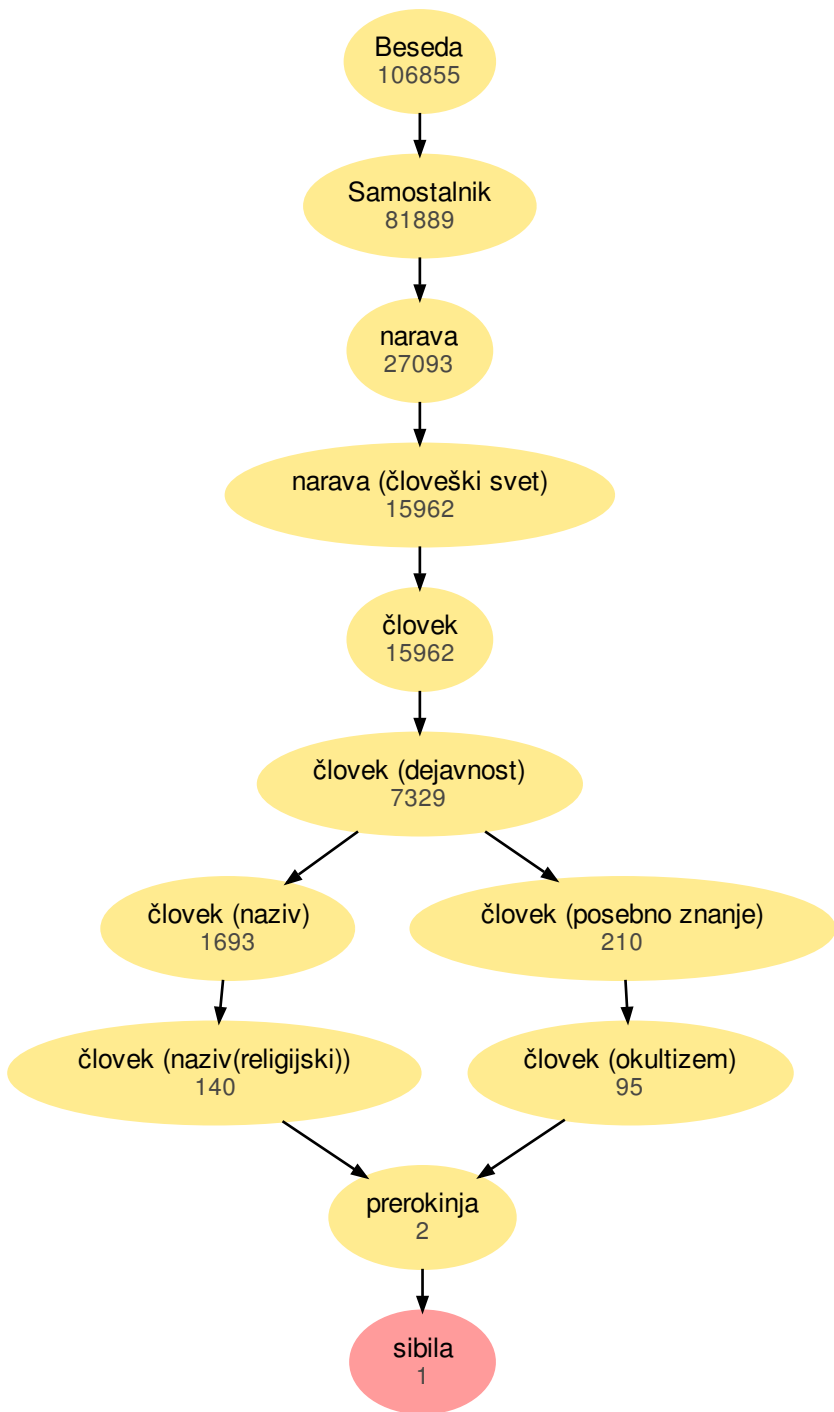 Beseda
106855
Samostalnik
81889
narava
27093
narava (človeški svet)
15962
človek
15962
človek (dejavnost)
7329
človek (naziv)
1693
človek (posebno znanje)
210
človek (naziv(religijski))
140
človek (okultizem)
95
prerokinja
2
sibila
1